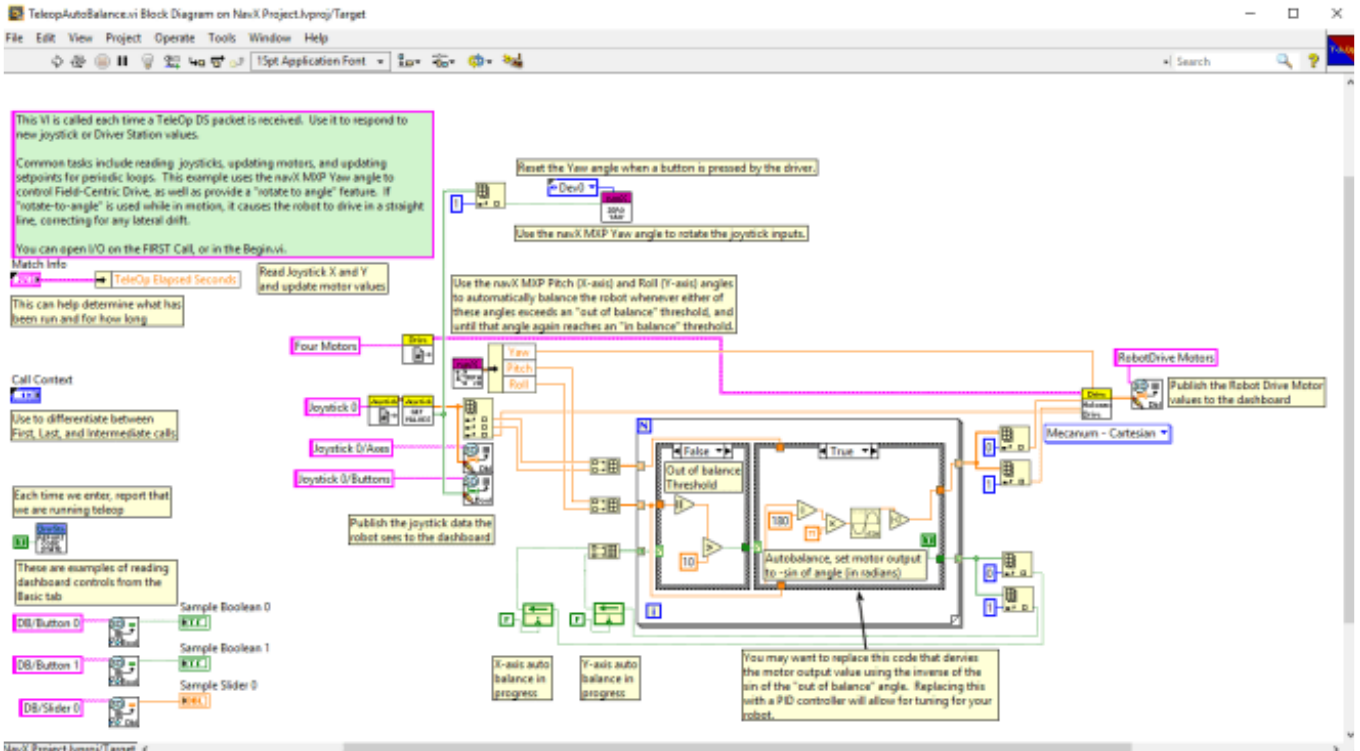 TeleopAutoBalance.vi Block Diagram on NavX Project.lvproj/Target
File Edit View Project Operate Tools Window Help
15pt Application Font
Search
This VI is called each time a TeleOp DS packet is received. Use it to respond to
new joystick or Driver Station values.
Common tasks include reading joysticks, updating motors, and updating
setpoints for periodic loops. This example uses the navX MXP Yaw angle to
control Field-Centric Drive, as well as provide a "rotate to angle" feature. If
"rotate-to-angle" is used while in motion, it causes the robot to drive in a straight
line, correcting for any lateral drift.
You can open I/O on the FIRST Call, or in the Begin.vi.
Reset the Yaw angle when a button is pressed by the driver.
Dev0
1
ZERO
YAW
Use the navX MXP Yaw angle to rotate the joystick inputs.
Match Info
TeleOp Elapsed Seconds
Read Joystick X and Y
and update motor values
This can help determine what has
been run and for how long
Use the navX MXP Pitch (X-axis) and Roll (Y-axis) angles
to automatically balance the robot whenever either of
these angles exceeds an "out of balance" threshold, and
until that angle again reaches an "in balance" threshold.
Four Motors
Yaw
Pitch
Roll
RobotDrive Motors
Call Context
Publish the Robot Drive Motor
values to the dashboard
Joystick 0
Use to differentiate between
First, Last, and Intermediate calls
Mecanum - Cartesian
Joystick 0/Axes
Joystick 0/Buttons
N
False
True
Out of balance
Threshold
0
1
180
π
10
Each time we enter, report that
we are running teleop
Publish the joystick data the
robot sees to the dashboard
Autobalance, set motor output
to -sin of angle (in radians)
These are examples of reading
dashboard controls from the
Basic tab
0
1
i
F
F
Sample Boolean 0
DB/Button 0
Sample Boolean 1
DB/Button 1
Sample Slider 0
DB/Slider 0
X-axis auto
balance in
progress
Y-axis auto
balance in
progress
You may want to replace this code that dervies
the motor output value using the inverse of the
sin of the "out of balance" angle. Replacing this
with a PID controller will allow for tuning for your
robot.
NavX Project.lvproj/Target